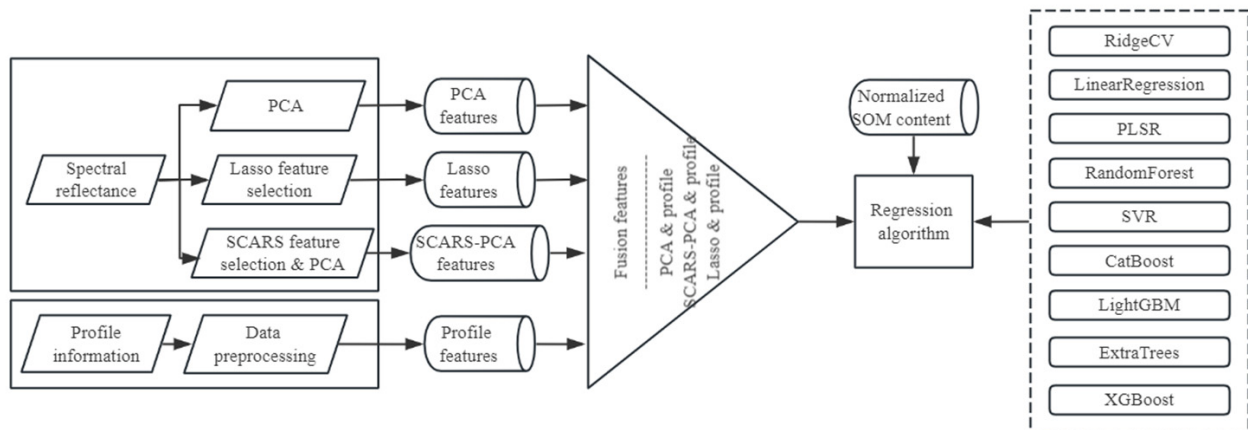 PCA
Spectral
reflectance
Lasso feature
selection
SCARS feature
selection & PCA
Profile
information
Data
preprocessing
PCA
features
Lasso
features
SCARS-PCA
features
Profile
features
Fusion features
PCA & profile
SCARS-PCA & profile
Lasso & profile
Normalized
SOM content
Regression
algorithm
RidgeCV
LinearRegression
PLSR
RandomForest
SVR
CatBoost
LightGBM
ExtraTrees
XGBoost